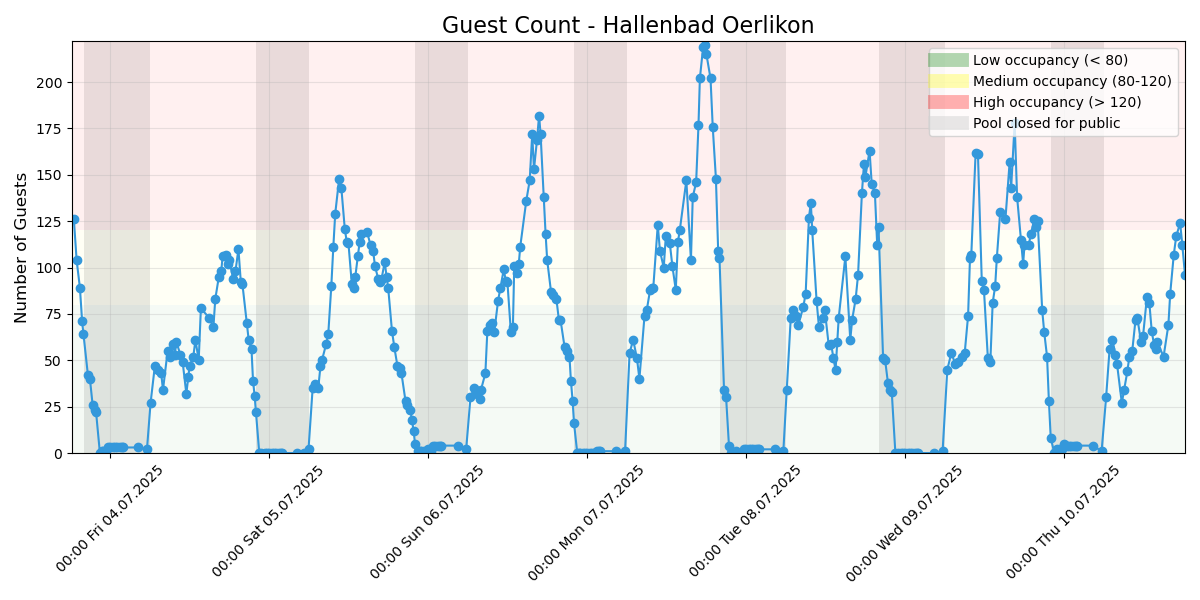 Guest Count - Hallenbad Oerlikon
Low occupancy (< 80)
Medium occupancy (80-120)
High occupancy (> 120)
Pool closed for public
Number of Guests
200
175
150
125
100
75
50
25
0
00:00 Fri 04.07.2025
00:00 Sat 05.07.2025
00:00 Sun 06.07.2025
00:00 Mon 07.07.2025
00:00 Tue 08.07.2025
00:00 Wed 09.07.2025
00:00 Thu 10.07.2025